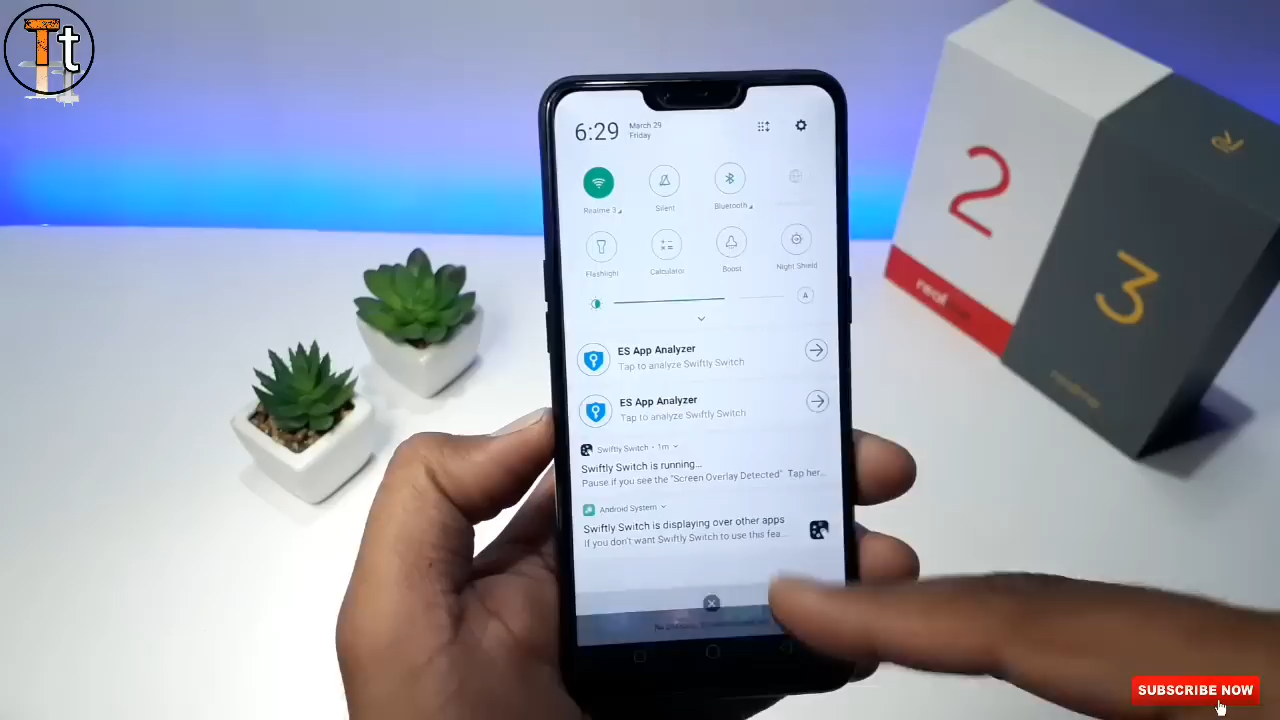 Tt
6:29
March 29
Friday
Realme 3
Silent
Bluetooth
Flashlight
Calculator
Boost
Night Shield
A
ES App Analyzer
Tap to analyze Swiftly Switch
ES App Analyzer
Tap to analyze Swiftly Switch
Swiftly Switch • 1m
Swiftly Switch is running...
Pause if you see the "Screen Overlay Detected" Tap her...
Android System
Swiftly Switch is displaying over other apps
If you don't want Swiftly Switch to use this fea...
2
realme
3
realme
SUBSCRIBE NOW